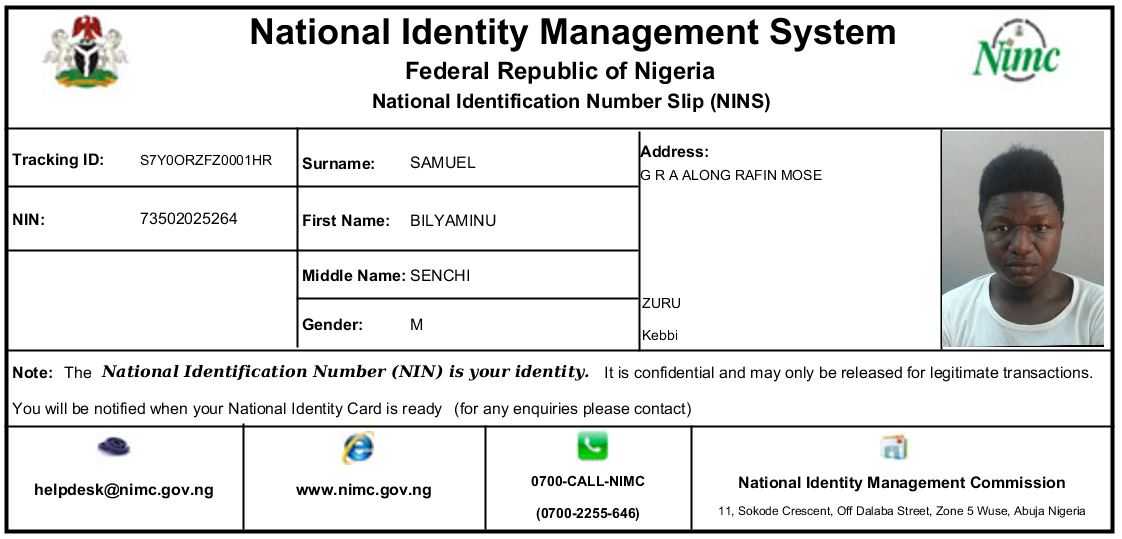 National Identity Management System
Federal Republic of Nigeria
National Identification Number Slip (NINS)
Nimc
Tracking ID: S7Y0ORZFZ0001HR
Surname: SAMUEL
Address:
G R A ALONG RAFIN MOSE
NIN: 73502025264
First Name: BILYAMINU
Middle Name: SENCHI
ZURU
Gender: M
Kebbi
Note: The National Identification Number (NIN) is your identity. It is confidential and may only be released for legitimate transactions.
You will be notified when your National Identity Card is ready (for any enquiries please contact)
helpdesk@nimc.gov.ng
www.nimc.gov.ng
0700-CALL-NIMC
(0700-2255-646)
National Identity Management Commission
11, Sokode Crescent, Off Dalaba Street, Zone 5 Wuse, Abuja Nigeria